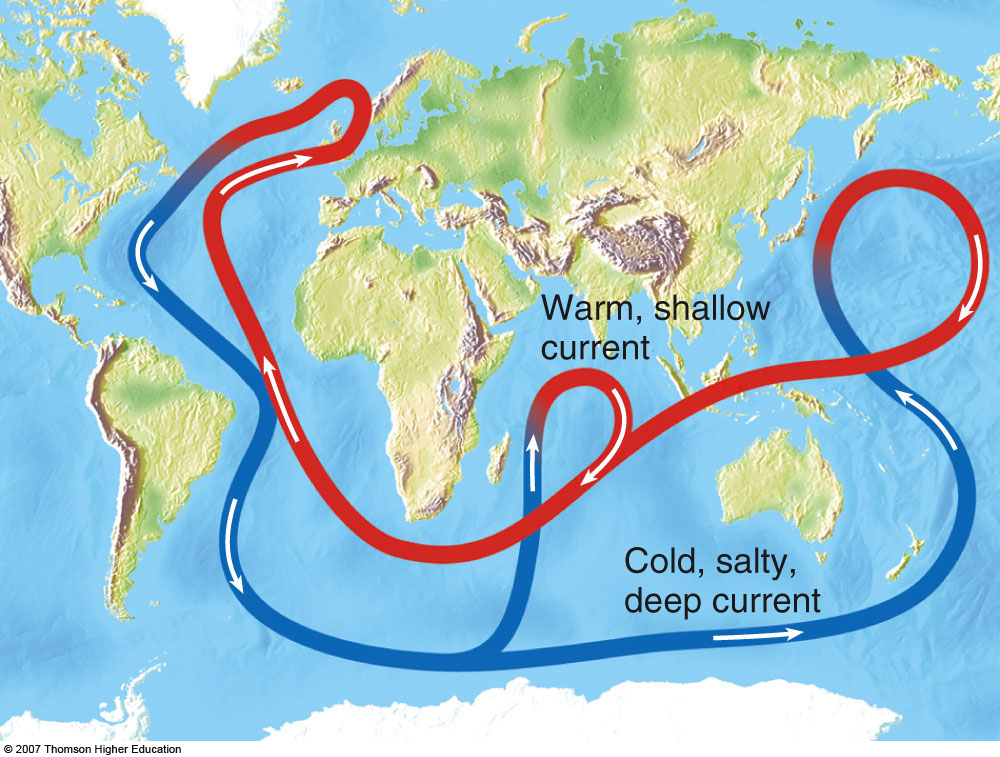 Warm, shallow
current
Cold, salty,
deep current
© 2007 Thomson Higher Education